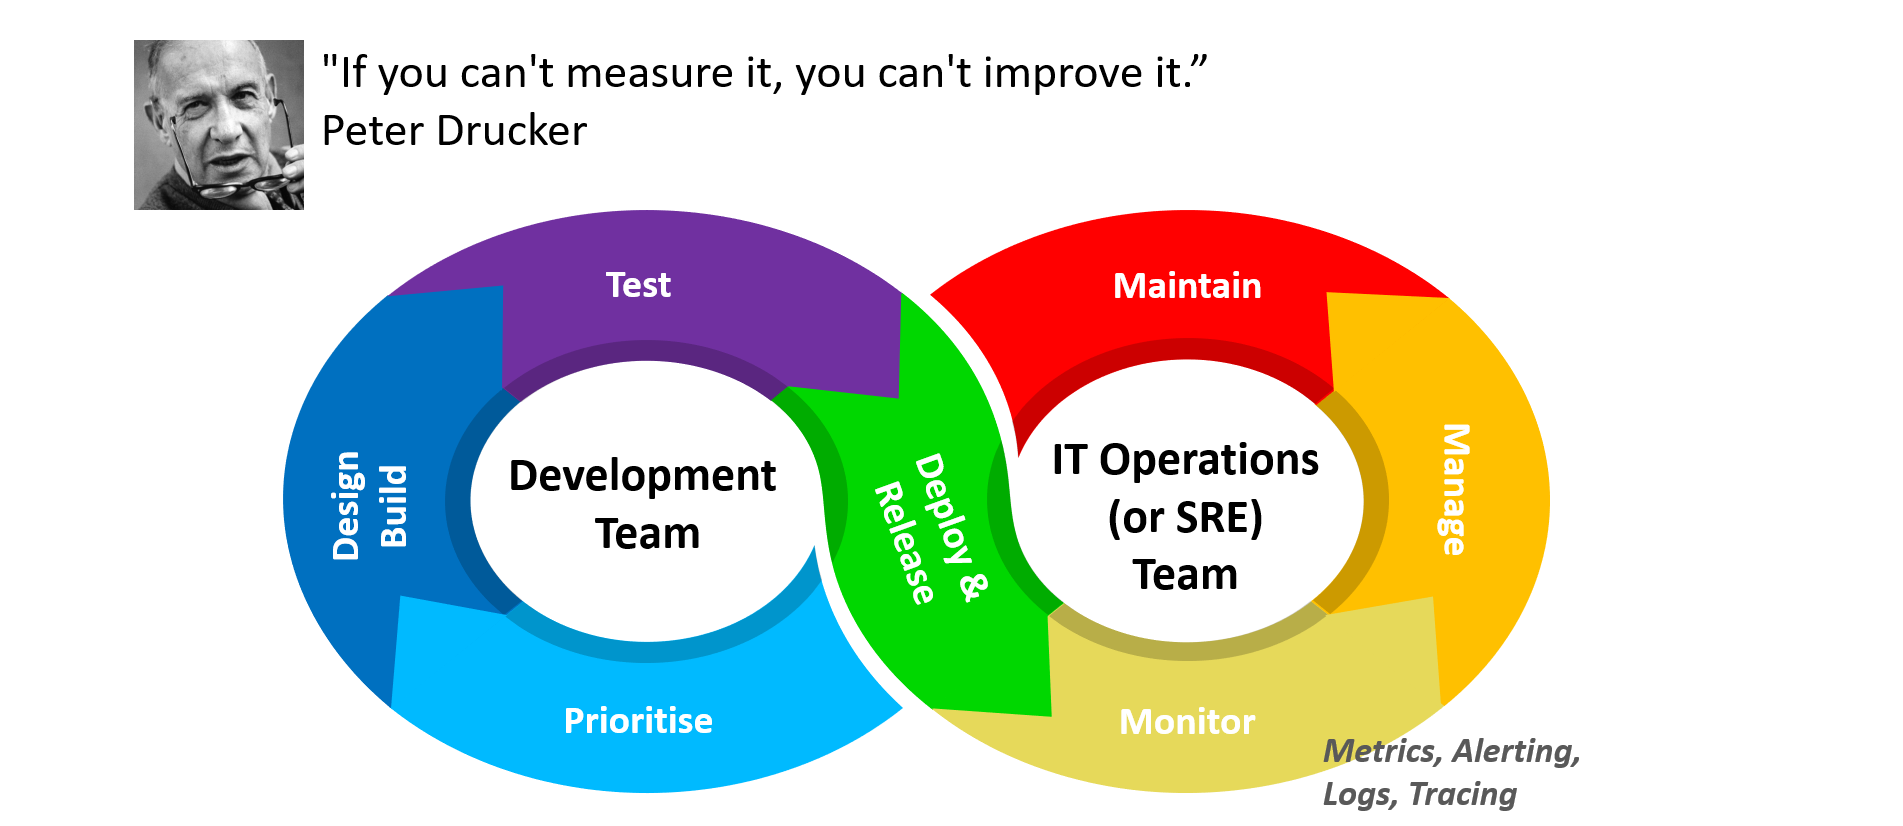 "If you can't measure it, you can't improve it.”
Peter Drucker
Test
Maintain
Design
Build
Development
Team
Deploy &
Release
IT Operations
(or SRE)
Team
Manage
Prioritise
Monitor
Metrics, Alerting,
Logs, Tracing